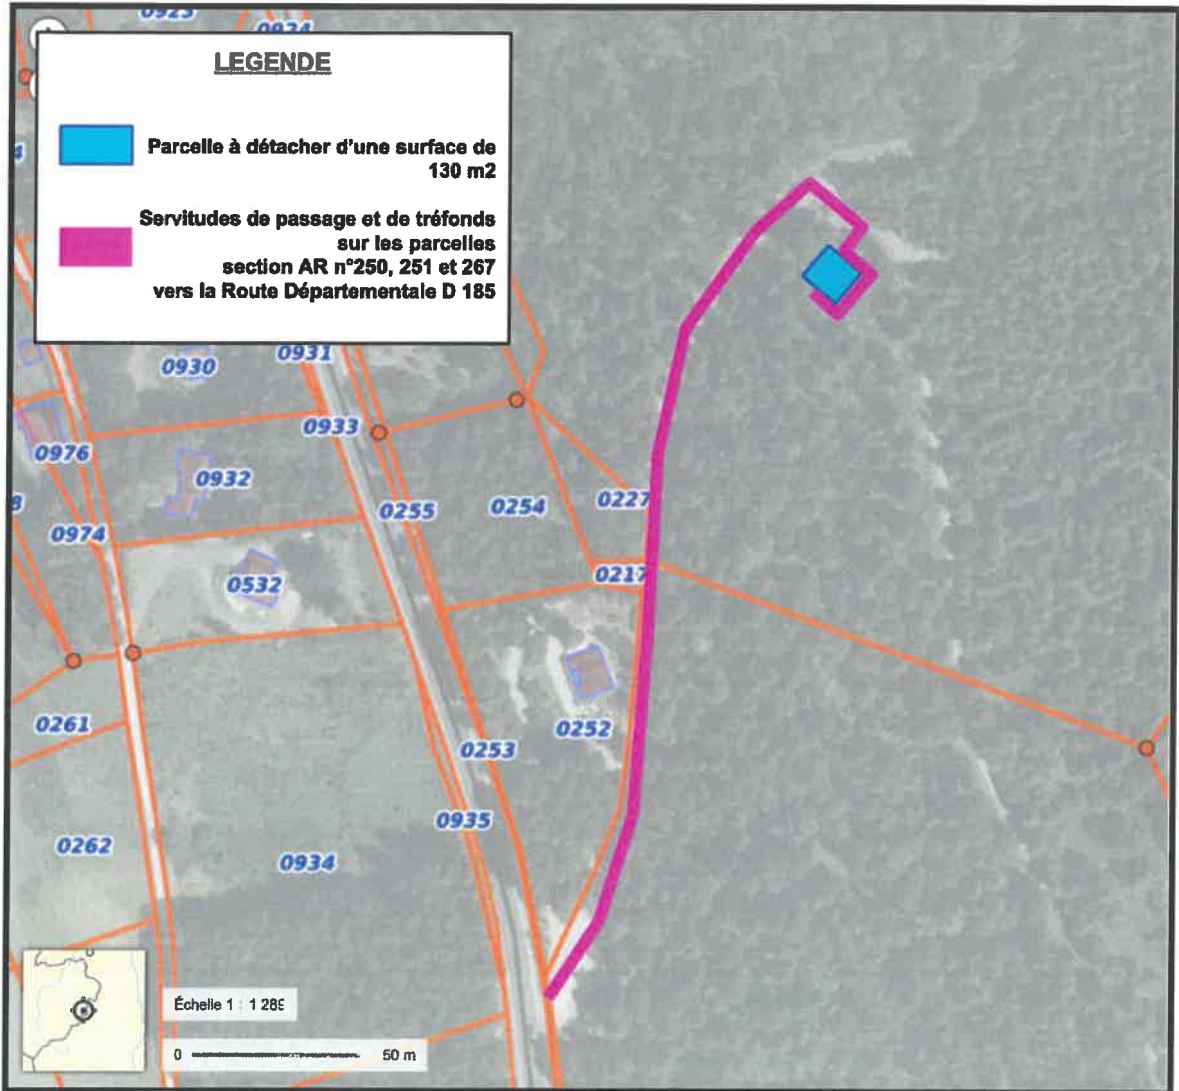 0924
LEGENDE
Parcelle à détacher d'une surface de
130 m2
Servitudes de passage et de tréfonds
sur les parcelles
section AR n°250, 251 et 267
vers la Route Départementale D 185
0931
0930
0933
0976
0932
0255
0254
0227
0974
0532
0217
0261
0252
0253
0935
0262
0934
Échelle 1 : 1 289
0
50 m